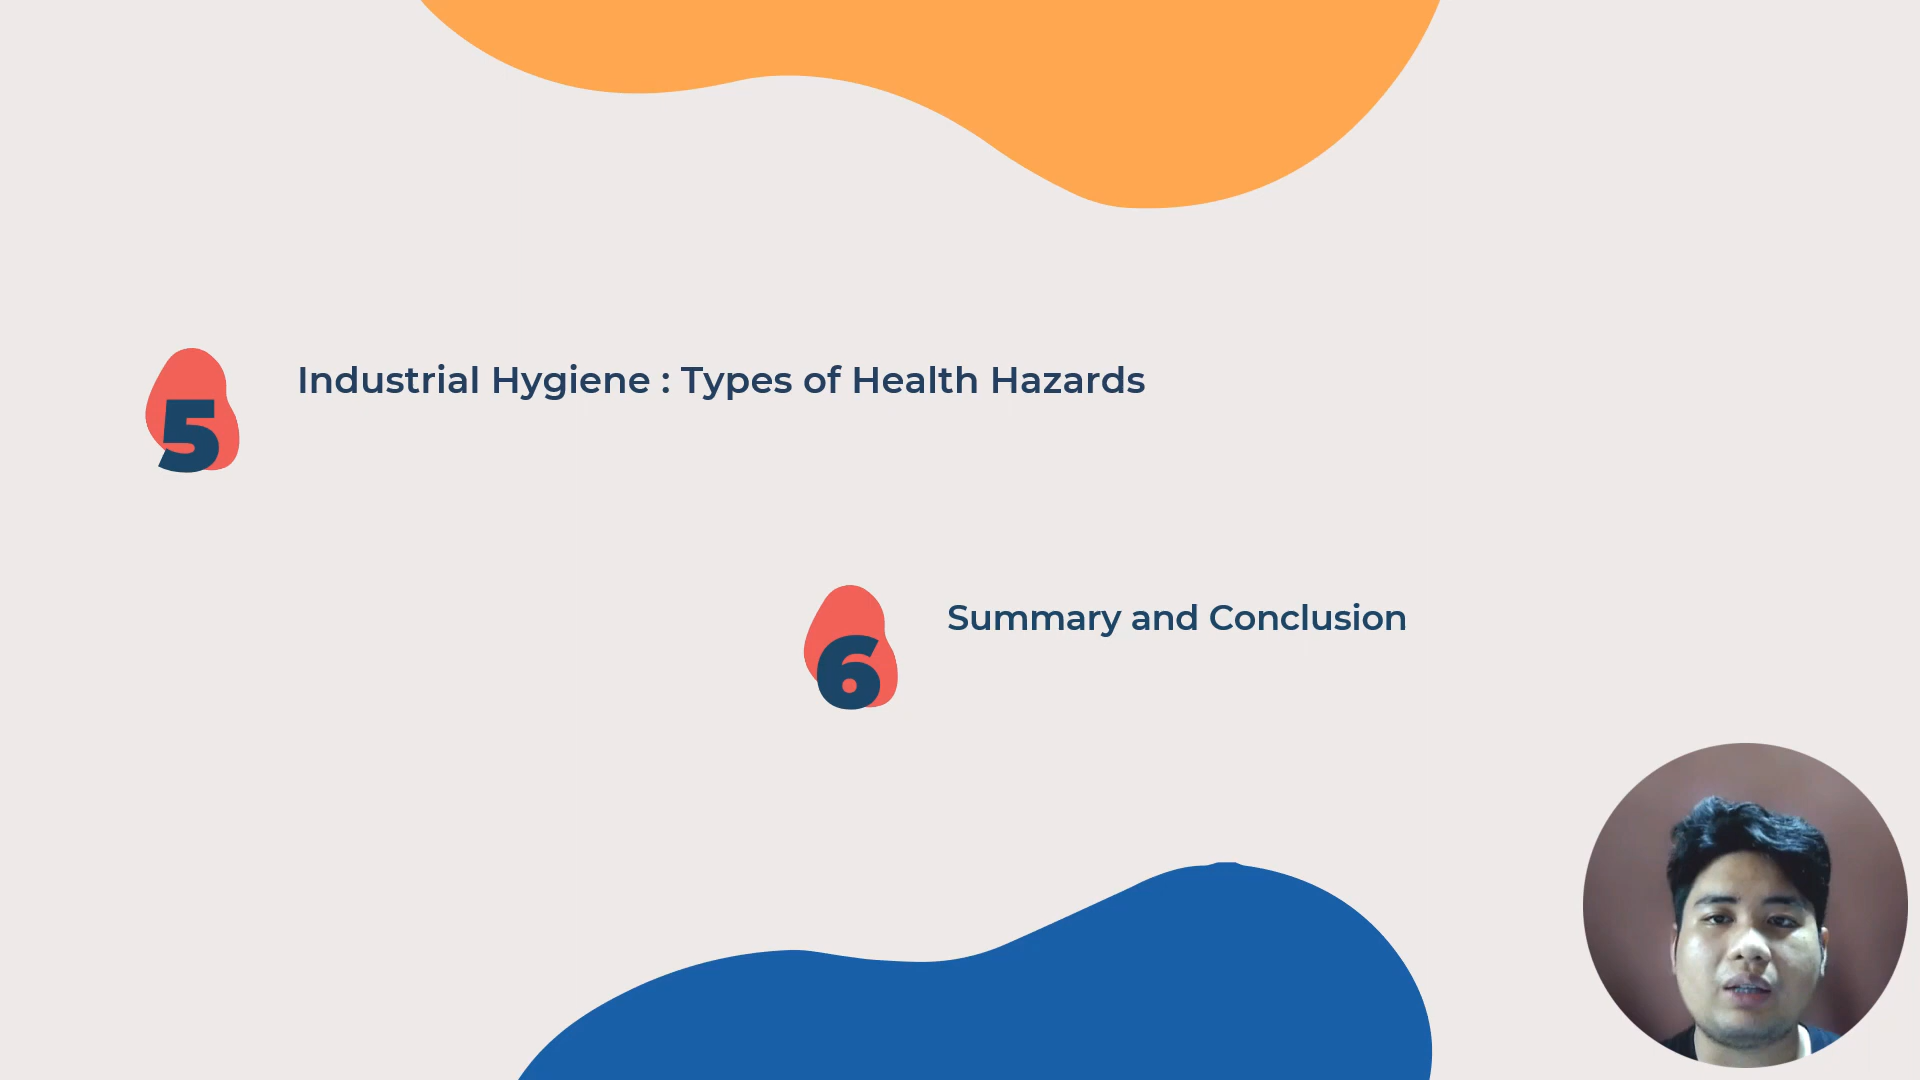 5
Industrial Hygiene : Types of Health Hazards
6
Summary and Conclusion